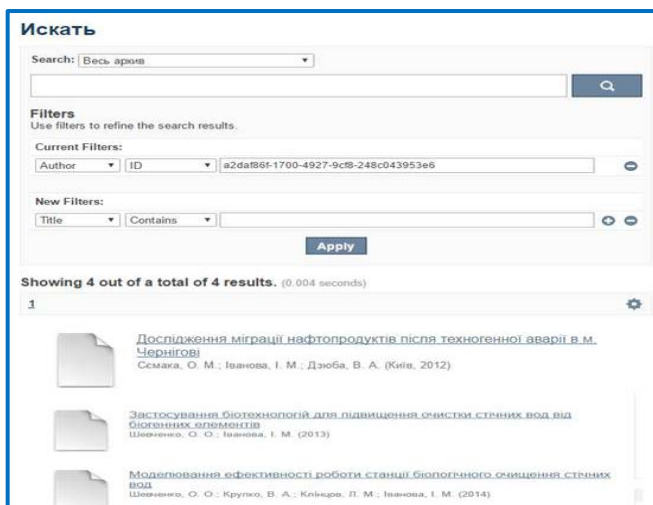 Искать
Search: Весь архив
Filters
Use filters to refine the search results.
Current Filters:
Author ID a2daf86f-1700-4927-9cf8-248c043953e6
New Filters:
Title Contains
Apply
Showing 4 out of a total of 4 results. (0.004 seconds)
1
Дослідження міграції нафтопродуктів після техногенної аварії в м.
Чернігові
Семака, О. М.; Іванова, І. М.; Дзюба, В. А. (Київ, 2012)
Застосування біотехнологій для підвищення очистки стічних вод від
біогенних елементів
Шевченко, О. О.; Іванова, І. М. (2013)
Моделювання ефективності роботи станції біологічного очищення стічних
вод
Шевченко, О. О.; Крупко, В. А.; Клінцов, Л. М.; Іванова, І. М. (2014)